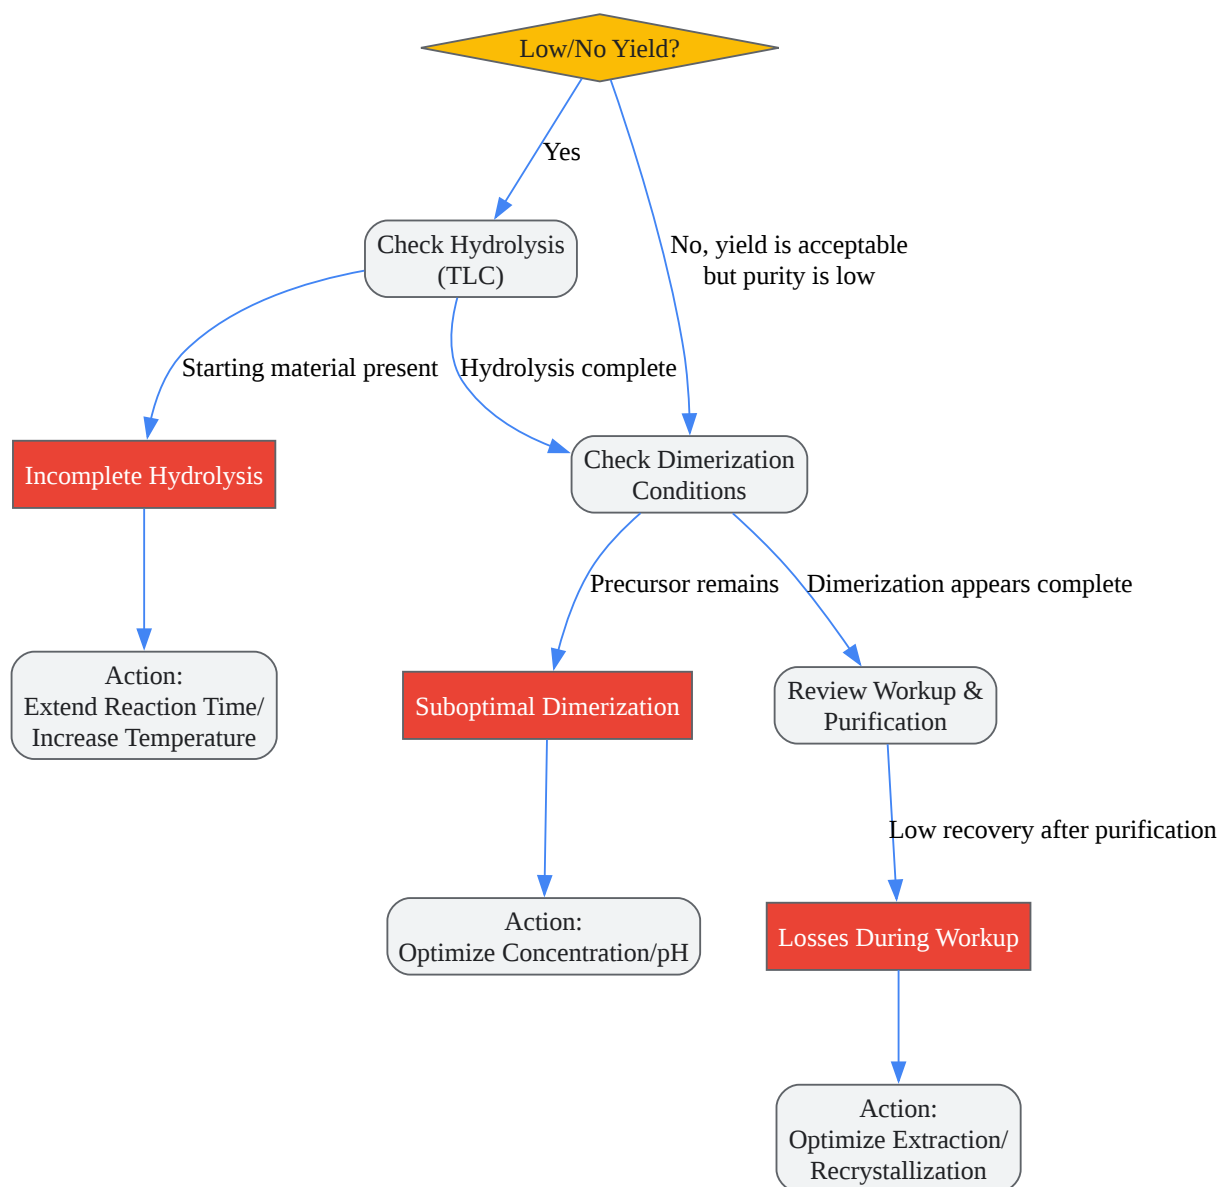 Low/No Yield?
Yes
Check Hydrolysis
(TLC)
No, yield is acceptable
but purity is low
Starting material present
Hydrolysis complete
Incomplete Hydrolysis
Check Dimerization
Conditions
Precursor remains
Dimerization appears complete
Action:
Extend Reaction Time/
Increase Temperature
Suboptimal Dimerization
Review Workup &
Purification
Low recovery after purification
Action:
Optimize Concentration/pH
Losses During Workup
Action:
Optimize Extraction/
Recrystallization